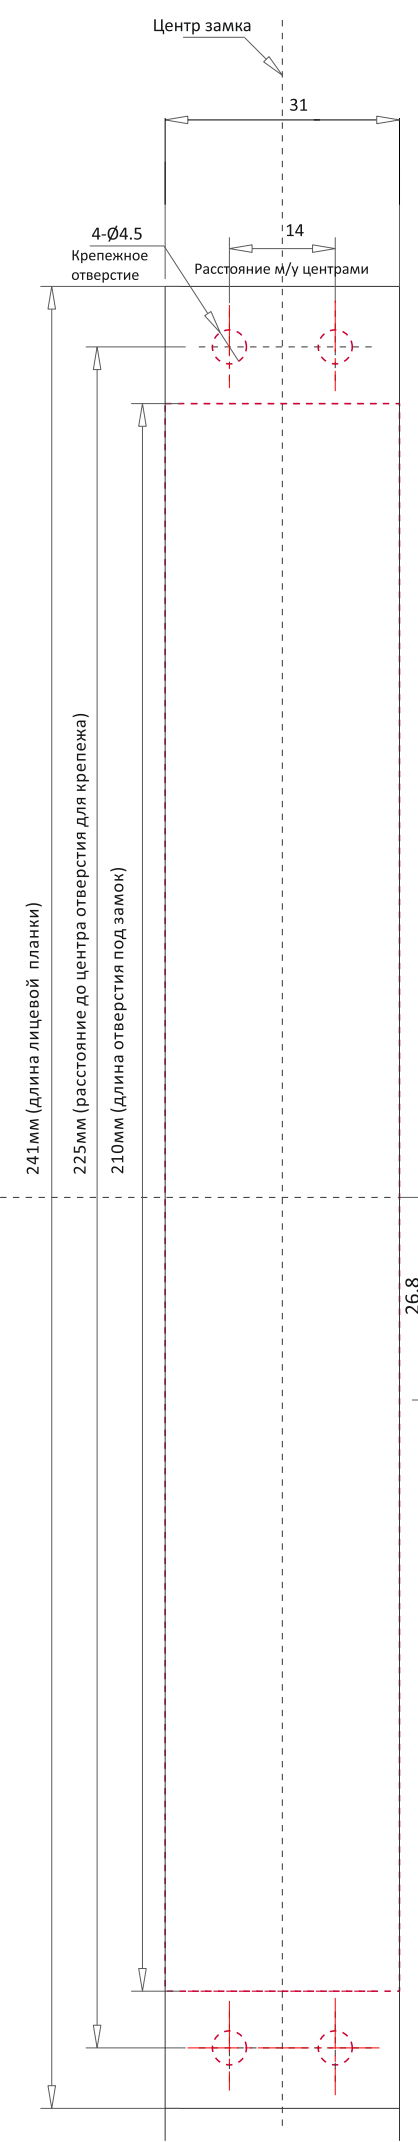 Центр замка
31
4-Ø4.5
14
Крепежное
отверстие
Расстояние м/у центрами
241мм (длина лицевой планки)
225мм (расстояние до центра отверстия для крепежа)
210мм (длина отверстия под замок)
26.8